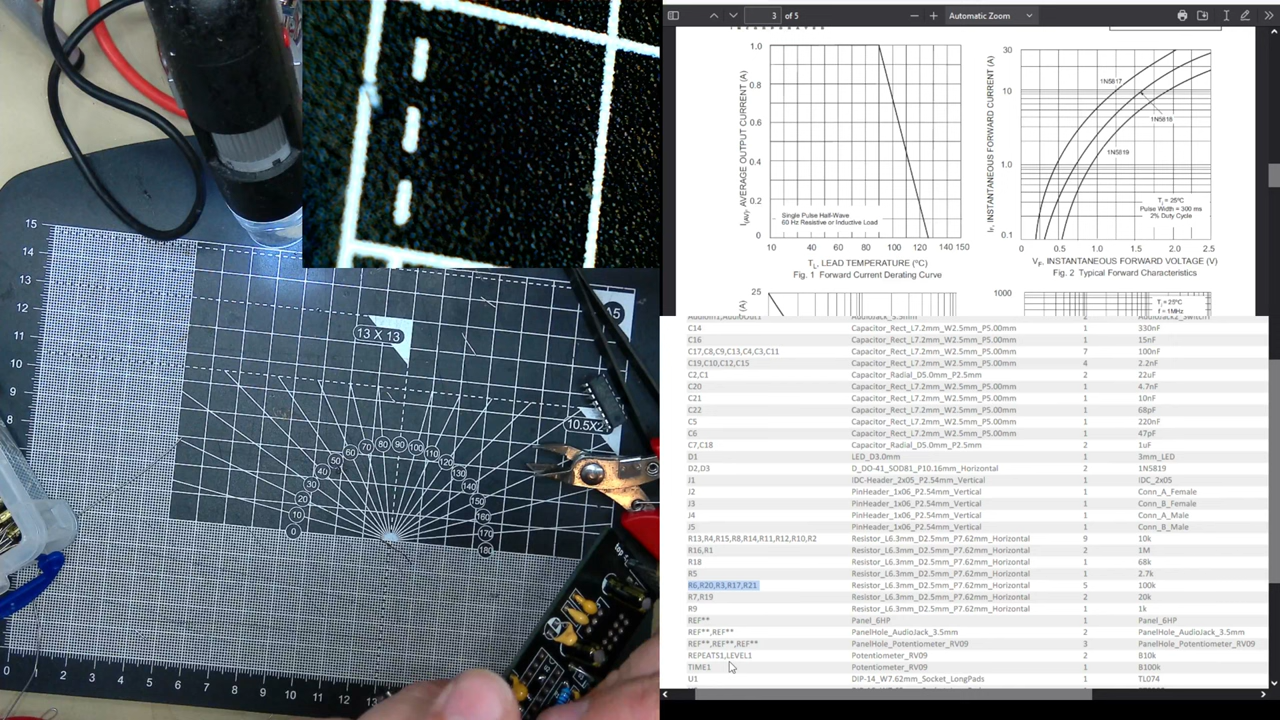 3 of 5
Automatic Zoom
1.0
0.8
0.6
0.4
0.2
0
I(AV), AVERAGE OUTPUT CURRENT (A)
Single Pulse Half-Wave
60 Hz Resistive or Inductive Load
10 40 60 80 100 120 140 150
TL, LEAD TEMPERATURE (ºC)
Fig. 1 Forward Current Derating Curve
30
10
1.0
0.1
IF, INSTANTANEOUS FORWARD CURRENT (A)
1N5817
1N5818
1N5819
Tj = 25ºC
Pulse Width = 300 ms
2% Duty Cycle
0 0.5 1.0 1.5 2.0 2.5
VF, INSTANTANEOUS FORWARD VOLTAGE (V)
Fig. 2 Typical Forward Characteristics
25
(A)
1000
Tj = 25ºC
f = 1MHz
C14 Capacitor_Rect_L7.2mm_W2.5mm_P5.00mm 1 330nF
C16 Capacitor_Rect_L7.2mm_W2.5mm_P5.00mm 1 15nF
C17,C8,C9,C13,C4,C3,C11 Capacitor_Rect_L7.2mm_W2.5mm_P5.00mm 7 100nF
C19,C10,C12,C15 Capacitor_Rect_L7.2mm_W2.5mm_P5.00mm 4 2.2nF
C2,C1 Capacitor_Radial_D5.0mm_P2.5mm 2 22uF
C20 Capacitor_Rect_L7.2mm_W2.5mm_P5.00mm 1 4.7nF
C21 Capacitor_Rect_L7.2mm_W2.5mm_P5.00mm 1 10nF
C22 Capacitor_Rect_L7.2mm_W2.5mm_P5.00mm 1 68pF
C5 Capacitor_Rect_L7.2mm_W2.5mm_P5.00mm 1 220nF
C6 Capacitor_Rect_L7.2mm_W2.5mm_P5.00mm 1 47pF
C7,C18 Capacitor_Radial_D5.0mm_P2.5mm 2 1uF
D1 LED_D3.0mm 1 3mm_LED
D2,D3 D_DO-41_SOD81_P10.16mm_Horizontal 2 1N5819
J1 IDC-Header_2x05_P2.54mm_Vertical 1 IDC_2x05
J2 PinHeader_1x06_P2.54mm_Vertical 1 Conn_A_Female
J3 PinHeader_1x06_P2.54mm_Vertical 1 Conn_B_Female
J4 PinHeader_1x06_P2.54mm_Vertical 1 Conn_A_Male
J5 PinHeader_1x06_P2.54mm_Vertical 1 Conn_B_Male
R13,R4,R15,R8,R14,R11,R12,R10,R2 Resistor_L6.3mm_D2.5mm_P7.62mm_Horizontal 9 10k
R16,R1 Resistor_L6.3mm_D2.5mm_P7.62mm_Horizontal 2 1M
R18 Resistor_L6.3mm_D2.5mm_P7.62mm_Horizontal 1 68k
R5 Resistor_L6.3mm_D2.5mm_P7.62mm_Horizontal 1 2.7k
R6,R20,R3,R17,R21 Resistor_L6.3mm_D2.5mm_P7.62mm_Horizontal 5 100k
R7,R19 Resistor_L6.3mm_D2.5mm_P7.62mm_Horizontal 2 20k
R9 Resistor_L6.3mm_D2.5mm_P7.62mm_Horizontal 1 1k
REF** Panel_6HP 1 Panel_6HP
REF**,REF** PanelHole_AudioJack_3.5mm 2 PanelHole_AudioJack_3.5mm
REF**,REF**,REF** PanelHole_Potentiometer_RV09 3 PanelHole_Potentiometer_RV09
REPEATS1,LEVEL1 Potentiometer_RV09 2 B10k
TIME1 Potentiometer_RV09 1 B100k
U1 DIP-14_W7.62mm_Socket_LongPads 1 TL074
15
14
13
12
11
10
9
8
13 X 13
A5
0 10 20 30 40 50 60 70 80 90 100 110 120 130 140 150 160 170 180
0 1 2 3 4 5 6 7 8 9 10 11 12 13